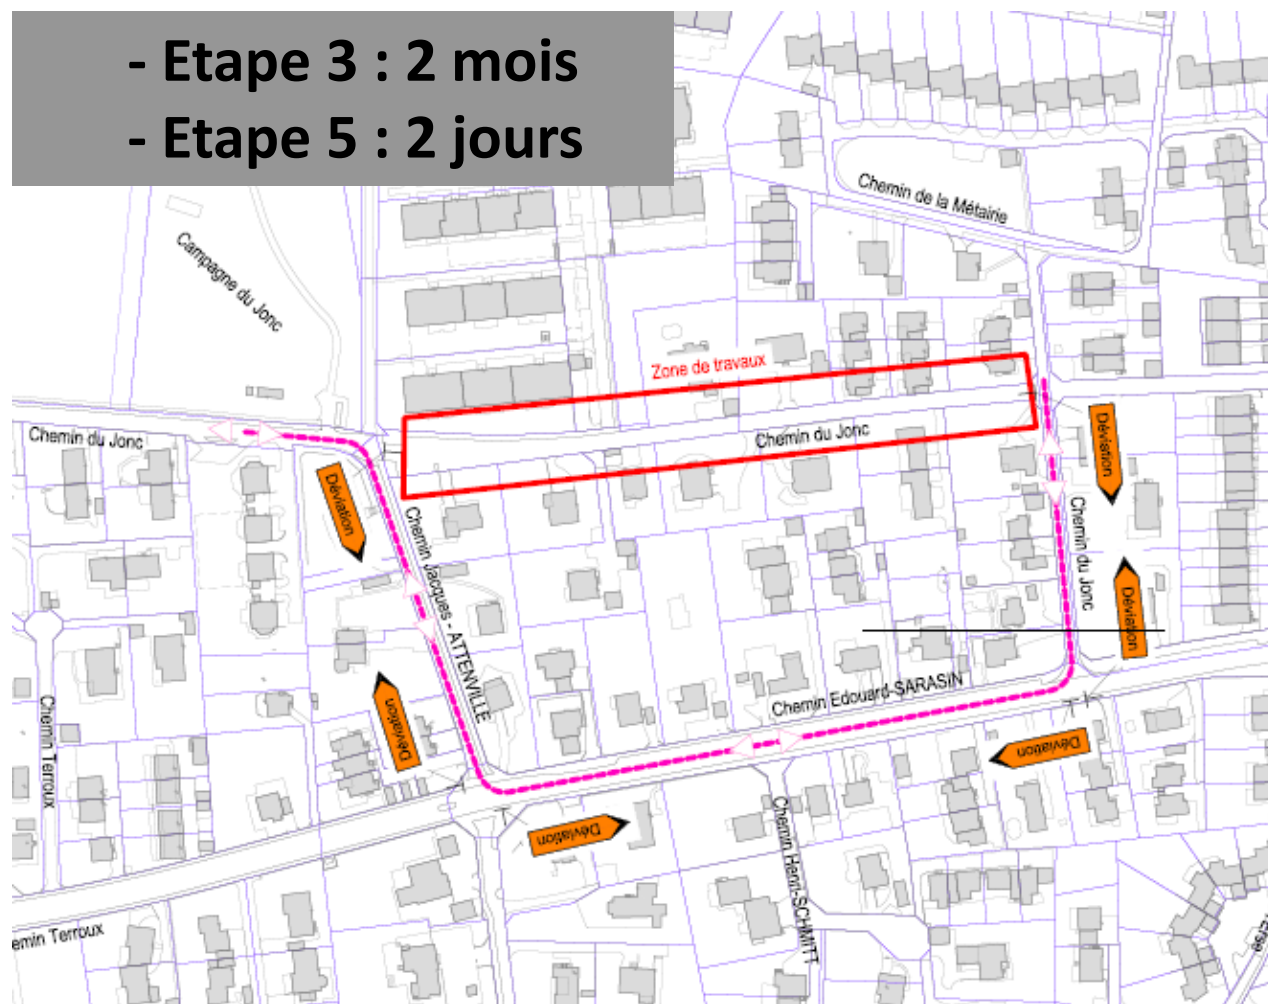 - Etape 3 : 2 mois
- Etape 5 : 2 jours
Chemin de la Métairie
Campagne du Jonc
Zone de travaux
Chemin du Jonc
Chemin du Jonc
Déviation
Déviation
Chemin Jacques - ATTENVILLE
Chemin du Jonc
Déviation
Chemin Edouard-SARASIN
Chemin Terroux
Déviation
Déviation
Déviation
Chemin Henri-SCHMITT
emin Terroux